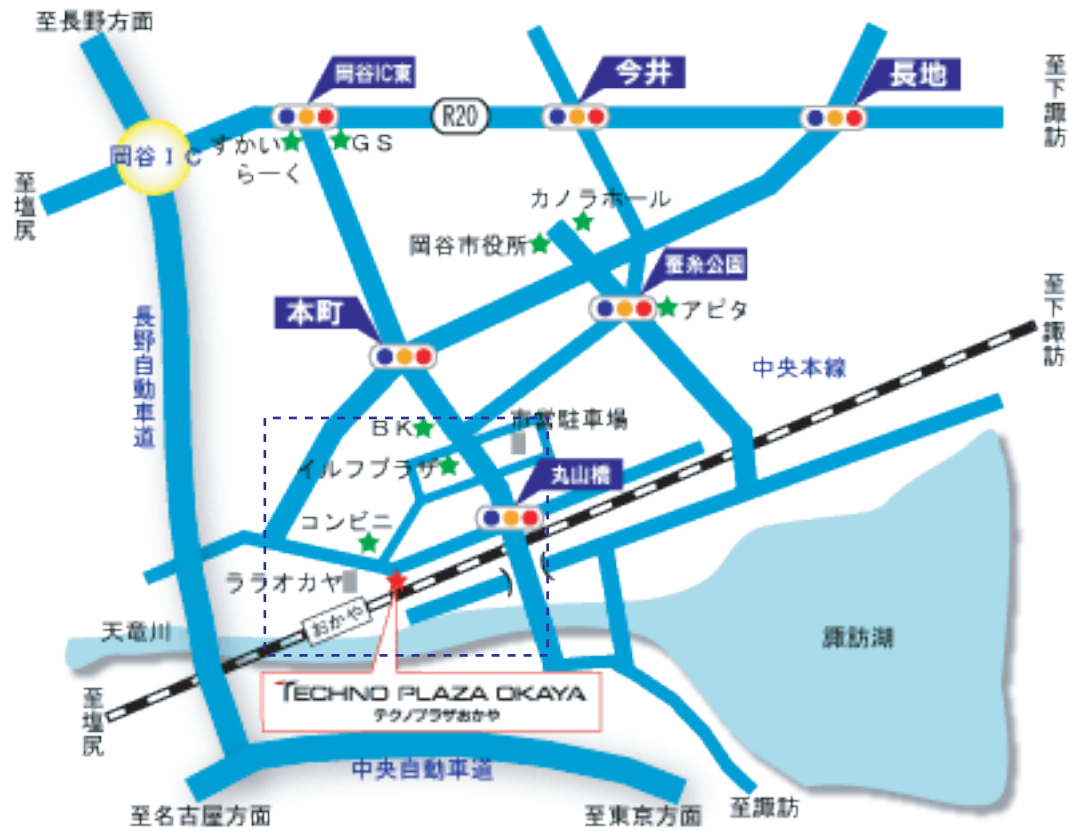 至長野方面
岡谷IC東
今井
長地
至下諏訪
R20
すかい
らーく
GS
岡谷IC
至塩尻
カノラホール
岡谷市役所
蚕糸公園
アピタ
本町
至下諏訪
長野自動車道
中央本線
BK
市営駐車場
イルフプラザ
丸山橋
コンビニ
ララオカヤ
おかや
天竜川
諏訪湖
TECHNO PLAZA OKAYA
テクノプラザおかや
至塩尻
中央自動車道
至名古屋方面
至東京方面
至諏訪